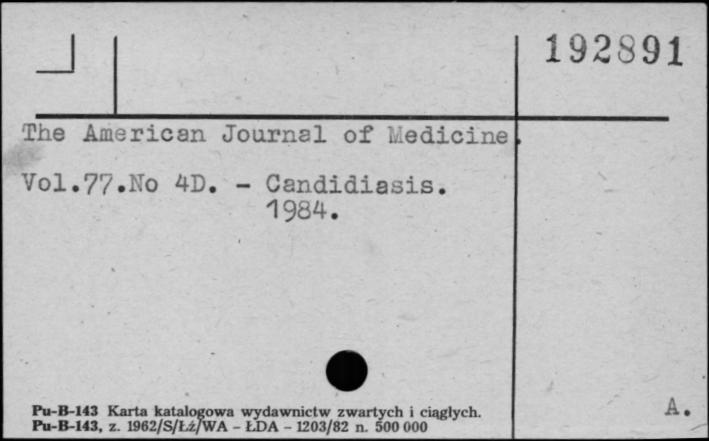 192891
The American Journal of Medicine.
Vol.77.No 4D. - Candidiasis.
1984.
A.
Pu-B-143 Karta katalogowa wydawnictw zwartych i ciągłych.
Pu-B-143, z. 1962/S/Łź/WA - ŁDA - 1203/82 n. 500 000